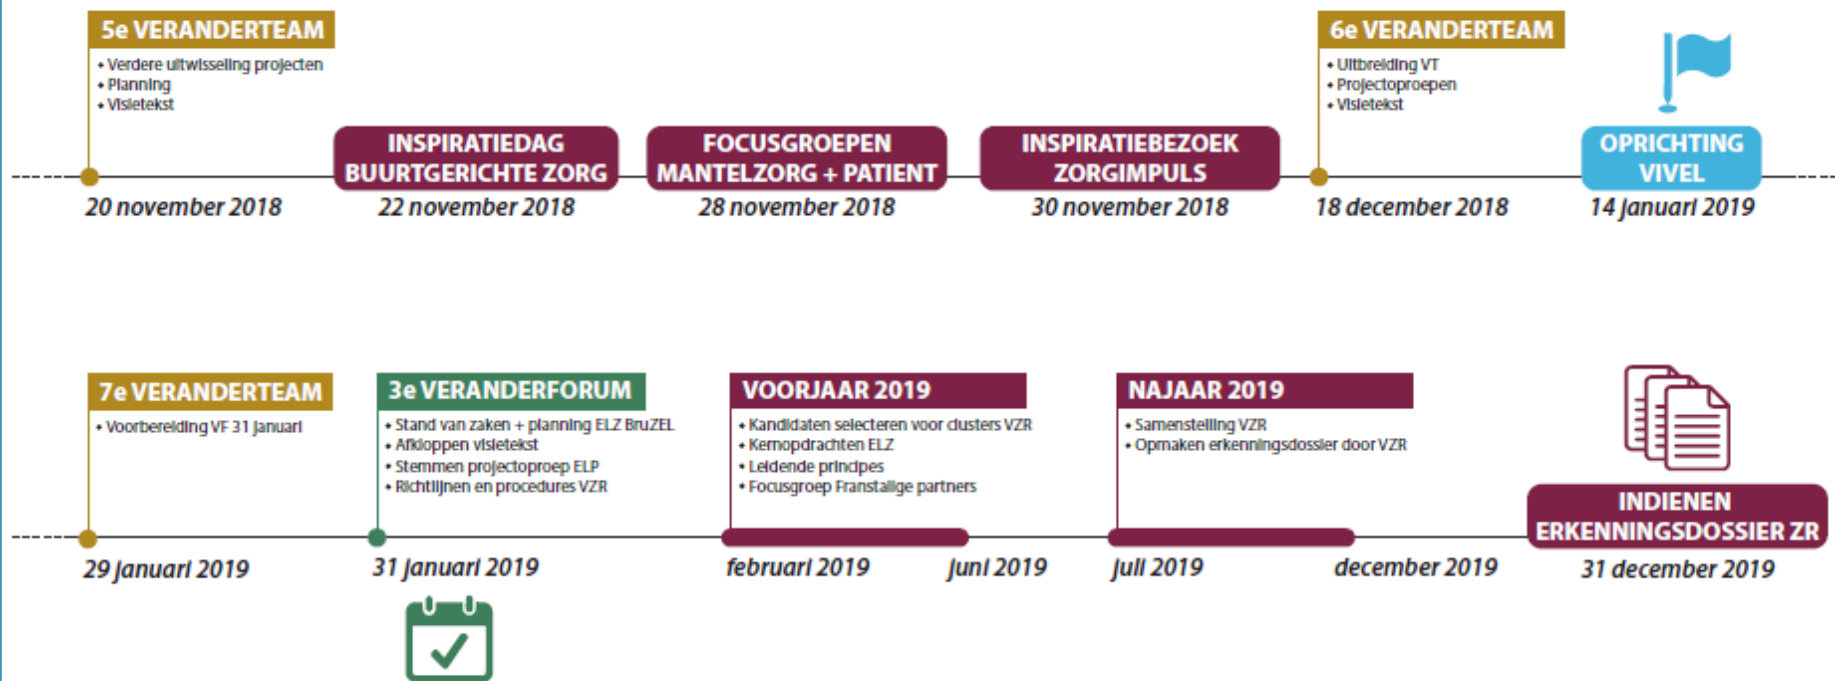 5e VERANDERTEAM
• Verdere uitwisseling projecten
• Planning
• Visietekst
INSPIRATIEDAG
BUURTGERICHTE ZORG
FOCUSGROEPEN
MANTELZORG + PATIENT
INSPIRATIEBEZOEK
ZORGIMPULS
6e VERANDERTEAM
• Uitbreiding VT
• Projectoproepen
• Visietekst
OPRICHTING
VIVEL
20 november 2018
22 november 2018
28 november 2018
30 november 2018
18 december 2018
14 januari 2019
7e VERANDERTEAM
• Voorbereiding VF 31 januari
3e VERANDERFORUM
• Stand van zaken + planning ELZ BruZEL
• Afkloppen visietekst
• Stemmen projectoproep ELP
• Richtlijnen en procedures VZR
VOORJAAR 2019
• Kandidaten selecteren voor clusters VZR
• Kernopdrachten ELZ
• Leidende principes
• Focusgroep Franstalige partners
NAJAAR 2019
• Samenstelling VZR
• Opmaken erkenningsdossier door VZR
INDIENEN
ERKENNINGSDOSSIER ZR
29 januari 2019
31 januari 2019
februari 2019
juni 2019
juli 2019
december 2019
31 december 2019